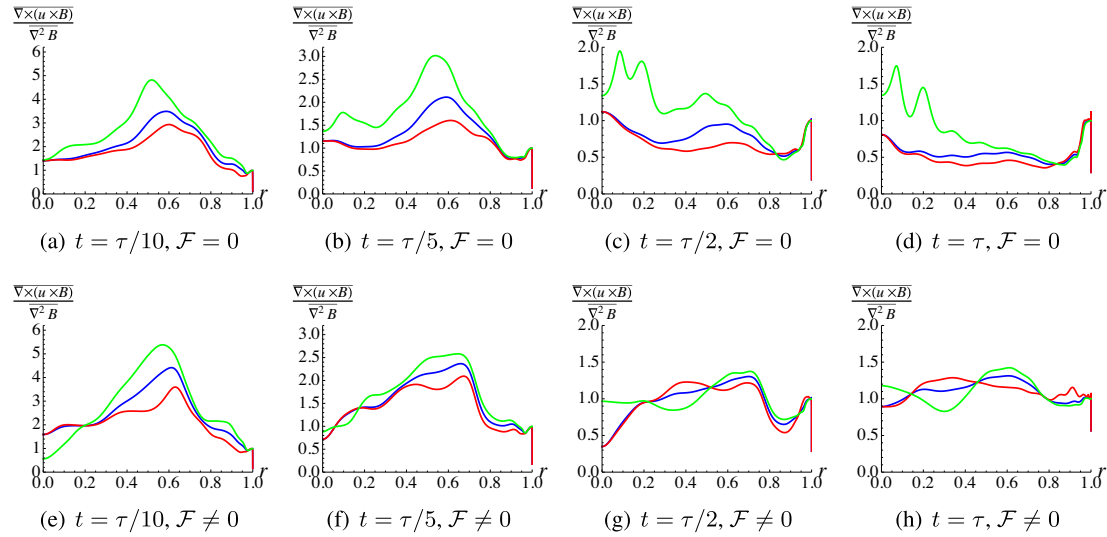 ∇×(u×B)
∇² B
6
5
4
3
2
1
0
0.0 0.2 0.4 0.6 0.8 1.0 r
(a) t = τ/10, F = 0
∇×(u×B)
∇² B
3.0
2.5
2.0
1.5
1.0
0.5
0.0
0.0 0.2 0.4 0.6 0.8 1.0 r
(b) t = τ/5, F = 0
∇×(u×B)
∇² B
2.0
1.5
1.0
0.5
0.0
0.0 0.2 0.4 0.6 0.8 1.0 r
(c) t = τ/2, F = 0
∇×(u×B)
∇² B
2.0
1.5
1.0
0.5
0.0
0.0 0.2 0.4 0.6 0.8 1.0 r
(d) t = τ, F = 0
∇×(u×B)
∇² B
6
5
4
3
2
1
0
0.0 0.2 0.4 0.6 0.8 1.0 r
(e) t = τ/10, F ≠ 0
∇×(u×B)
∇² B
3.0
2.5
2.0
1.5
1.0
0.5
0.0
0.0 0.2 0.4 0.6 0.8 1.0 r
(f) t = τ/5, F ≠ 0
∇×(u×B)
∇² B
2.0
1.5
1.0
0.5
0.0
0.0 0.2 0.4 0.6 0.8 1.0 r
(g) t = τ/2, F ≠ 0
∇×(u×B)
∇² B
2.0
1.5
1.0
0.5
0.0
0.0 0.2 0.4 0.6 0.8 1.0 r
(h) t = τ, F ≠ 0